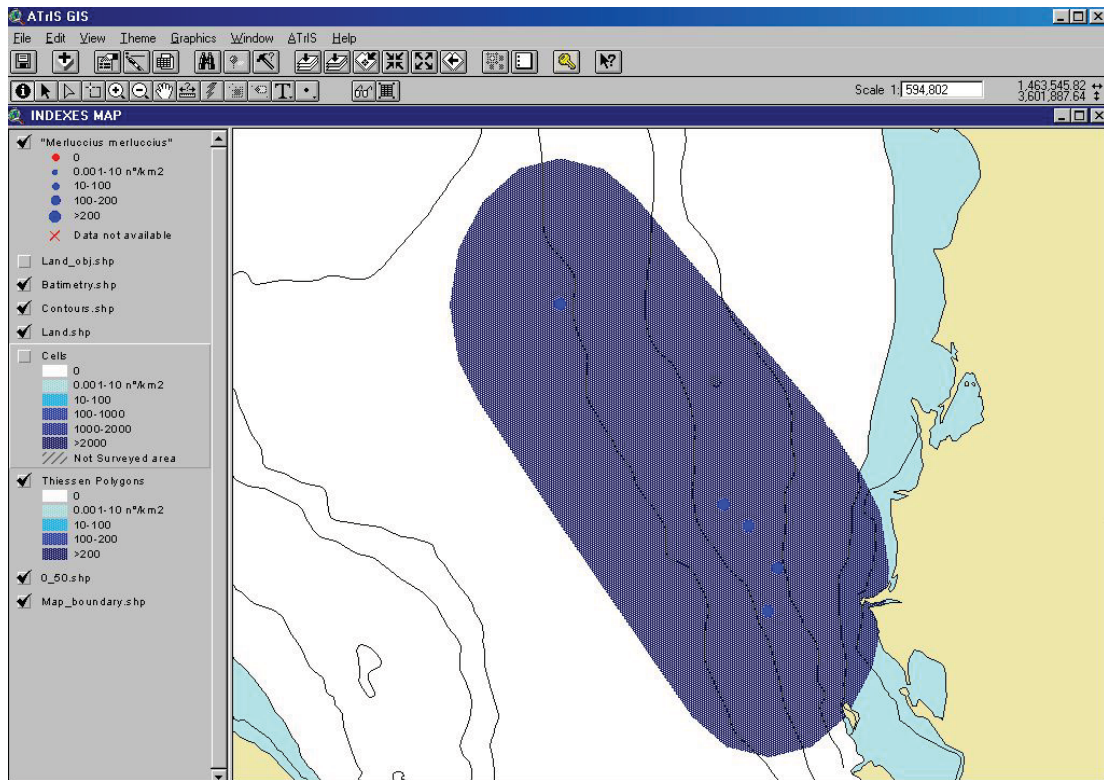 ATrIS GIS
File Edit View Theme Graphics Window ATrIS Help
Scale 1: 594,802
1,463,545.82
3,601,887.64
INDEXES MAP
"Merluccius merluccius"
0
0.001-10 n°/km2
10-100
100-200
>200
Data not available
Land_obj.shp
Batimetry.shp
Contours.shp
Land.shp
Cells
0
0.001-10 n°/km2
10-100
100-1000
1000-2000
>2000
Not Surveyed area
Thiessen Polygons
0
0.001-10 n°/km2
10-100
100-200
>200
0_50.shp
Map_boundary.shp